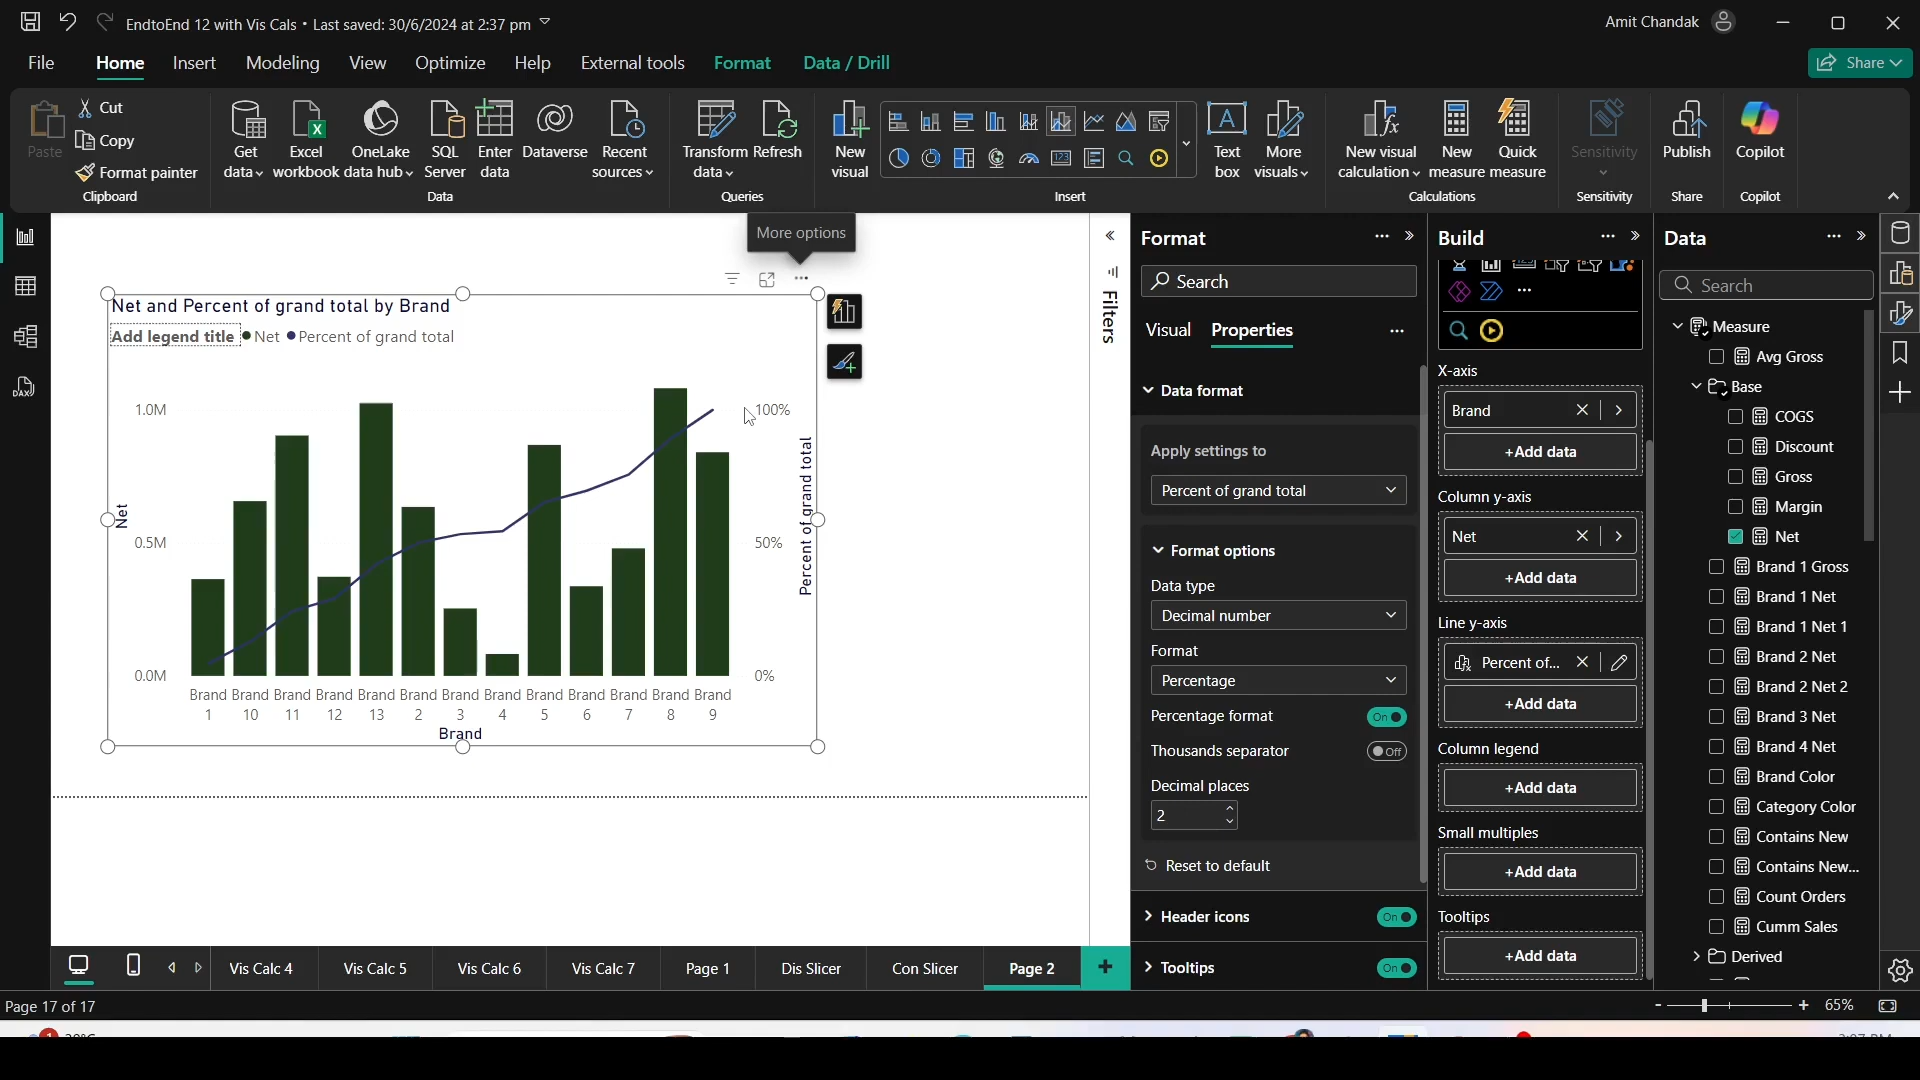 EndtoEnd 12 with Vis Cals • Last saved: 30/6/2024 at 2:37 pm
Amit Chandak
File Home Insert Modeling View Optimize Help External tools Format Data / Drill
Share
Paste
Cut
Copy
Format painter
Clipboard
Get data
Excel workbook
OneLake data hub
SQL Server
Enter data
Dataverse
Recent sources
Data
Transform data
Refresh
Queries
New visual
Text box
More visuals
Insert
New visual calculation
New measure
Quick measure
Calculations
Sensitivity
Sensitivity
Publish
Share
Copilot
Copilot
More options
Net and Percent of grand total by Brand
Add legend title Net Percent of grand total
1.0M
0.5M
0.0M
Net
100%
50%
0%
Percent of grand total
Brand Brand Brand Brand Brand Brand Brand Brand Brand Brand Brand Brand Brand
1 10 11 12 13 2 3 4 5 6 7 8 9
Brand
Filters
Format
Search
Visual Properties
Data format
Apply settings to
Percent of grand total
Format options
Data type
Decimal number
Format
Percentage
Percentage format On
Thousands separator Off
Decimal places
2
Reset to default
Header icons On
Tooltips On
Build
X-axis
Brand
+Add data
Column y-axis
Net
+Add data
Line y-axis
Percent of...
+Add data
Column legend
+Add data
Small multiples
+Add data
Tooltips
+Add data
Data
Search
Measure
Avg Gross
Base
COGS
Discount
Gross
Margin
Net
Brand 1 Gross
Brand 1 Net
Brand 1 Net 1
Brand 2 Net
Brand 2 Net 2
Brand 3 Net
Brand 4 Net
Brand Color
Category Color
Contains New
Contains New...
Count Orders
Cumm Sales
Derived
DAX
Vis Calc 4 Vis Calc 5 Vis Calc 6 Vis Calc 7 Page 1 Dis Slicer Con Slicer Page 2 +
Page 17 of 17
- + 65%